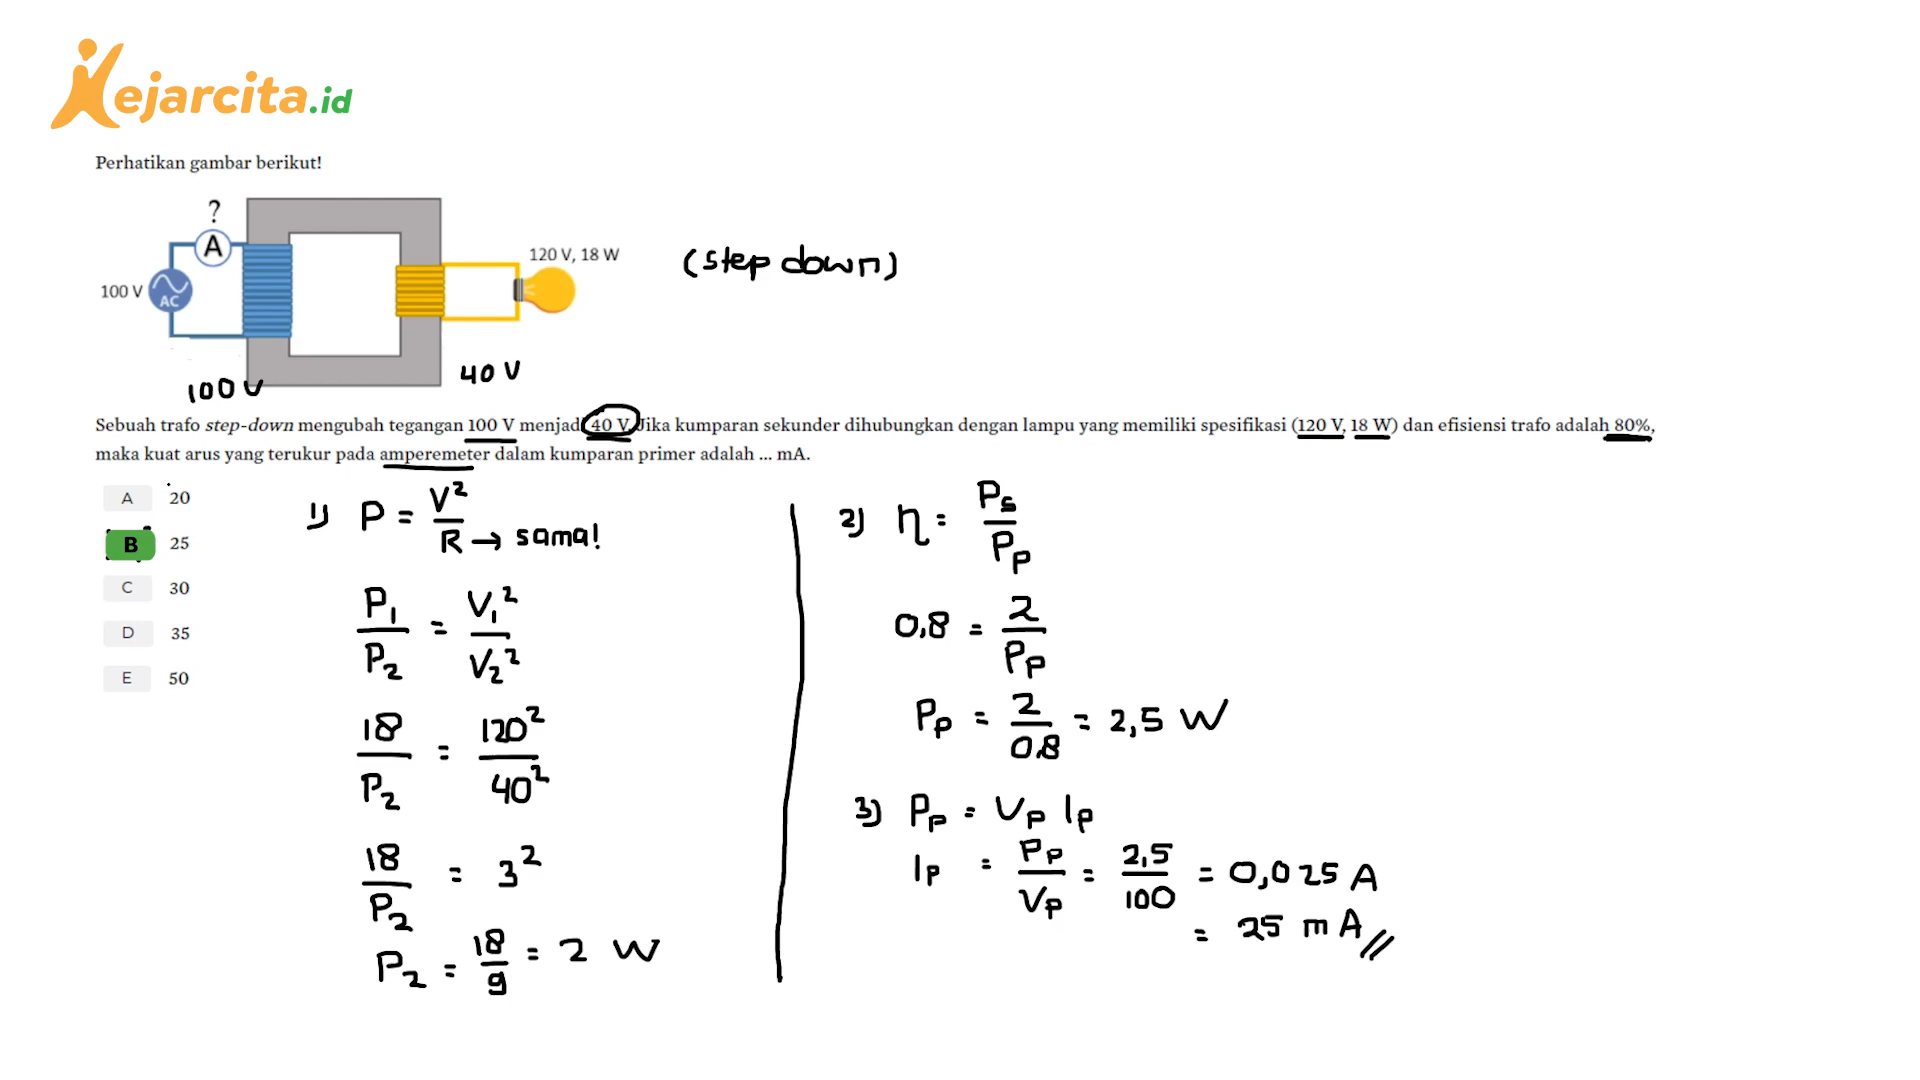 Kejarcita.id
Perhatikan gambar berikut!
?
A
120 V, 18 W
(step down)
100 V
AC
40 V
100 V
Sebuah trafo step-down mengubah tegangan 100 V menjadi 40 V. Jika kumparan sekunder dihubungkan dengan lampu yang memiliki spesifikasi (120 V, 18 W) dan efisiensi trafo adalah 80%,
maka kuat arus yang terukur pada amperemeter dalam kumparan primer adalah ... mA.
A 20
B 25
C 30
D 35
E 50
1) P = V²/R → sama!
P₁/P₂ = V₁²/V₂²
18/P₂ = 120²/40²
18/P₂ = 3²
P₂ = 18/9 = 2 W
2) η = Ps/Pp
0,8 = 2/Pp
Pp = 2/0.8 = 2,5 W
3) Pp = Vp Ip
Ip = Pp/Vp = 2,5/100 = 0,025 A
= 25 mA //